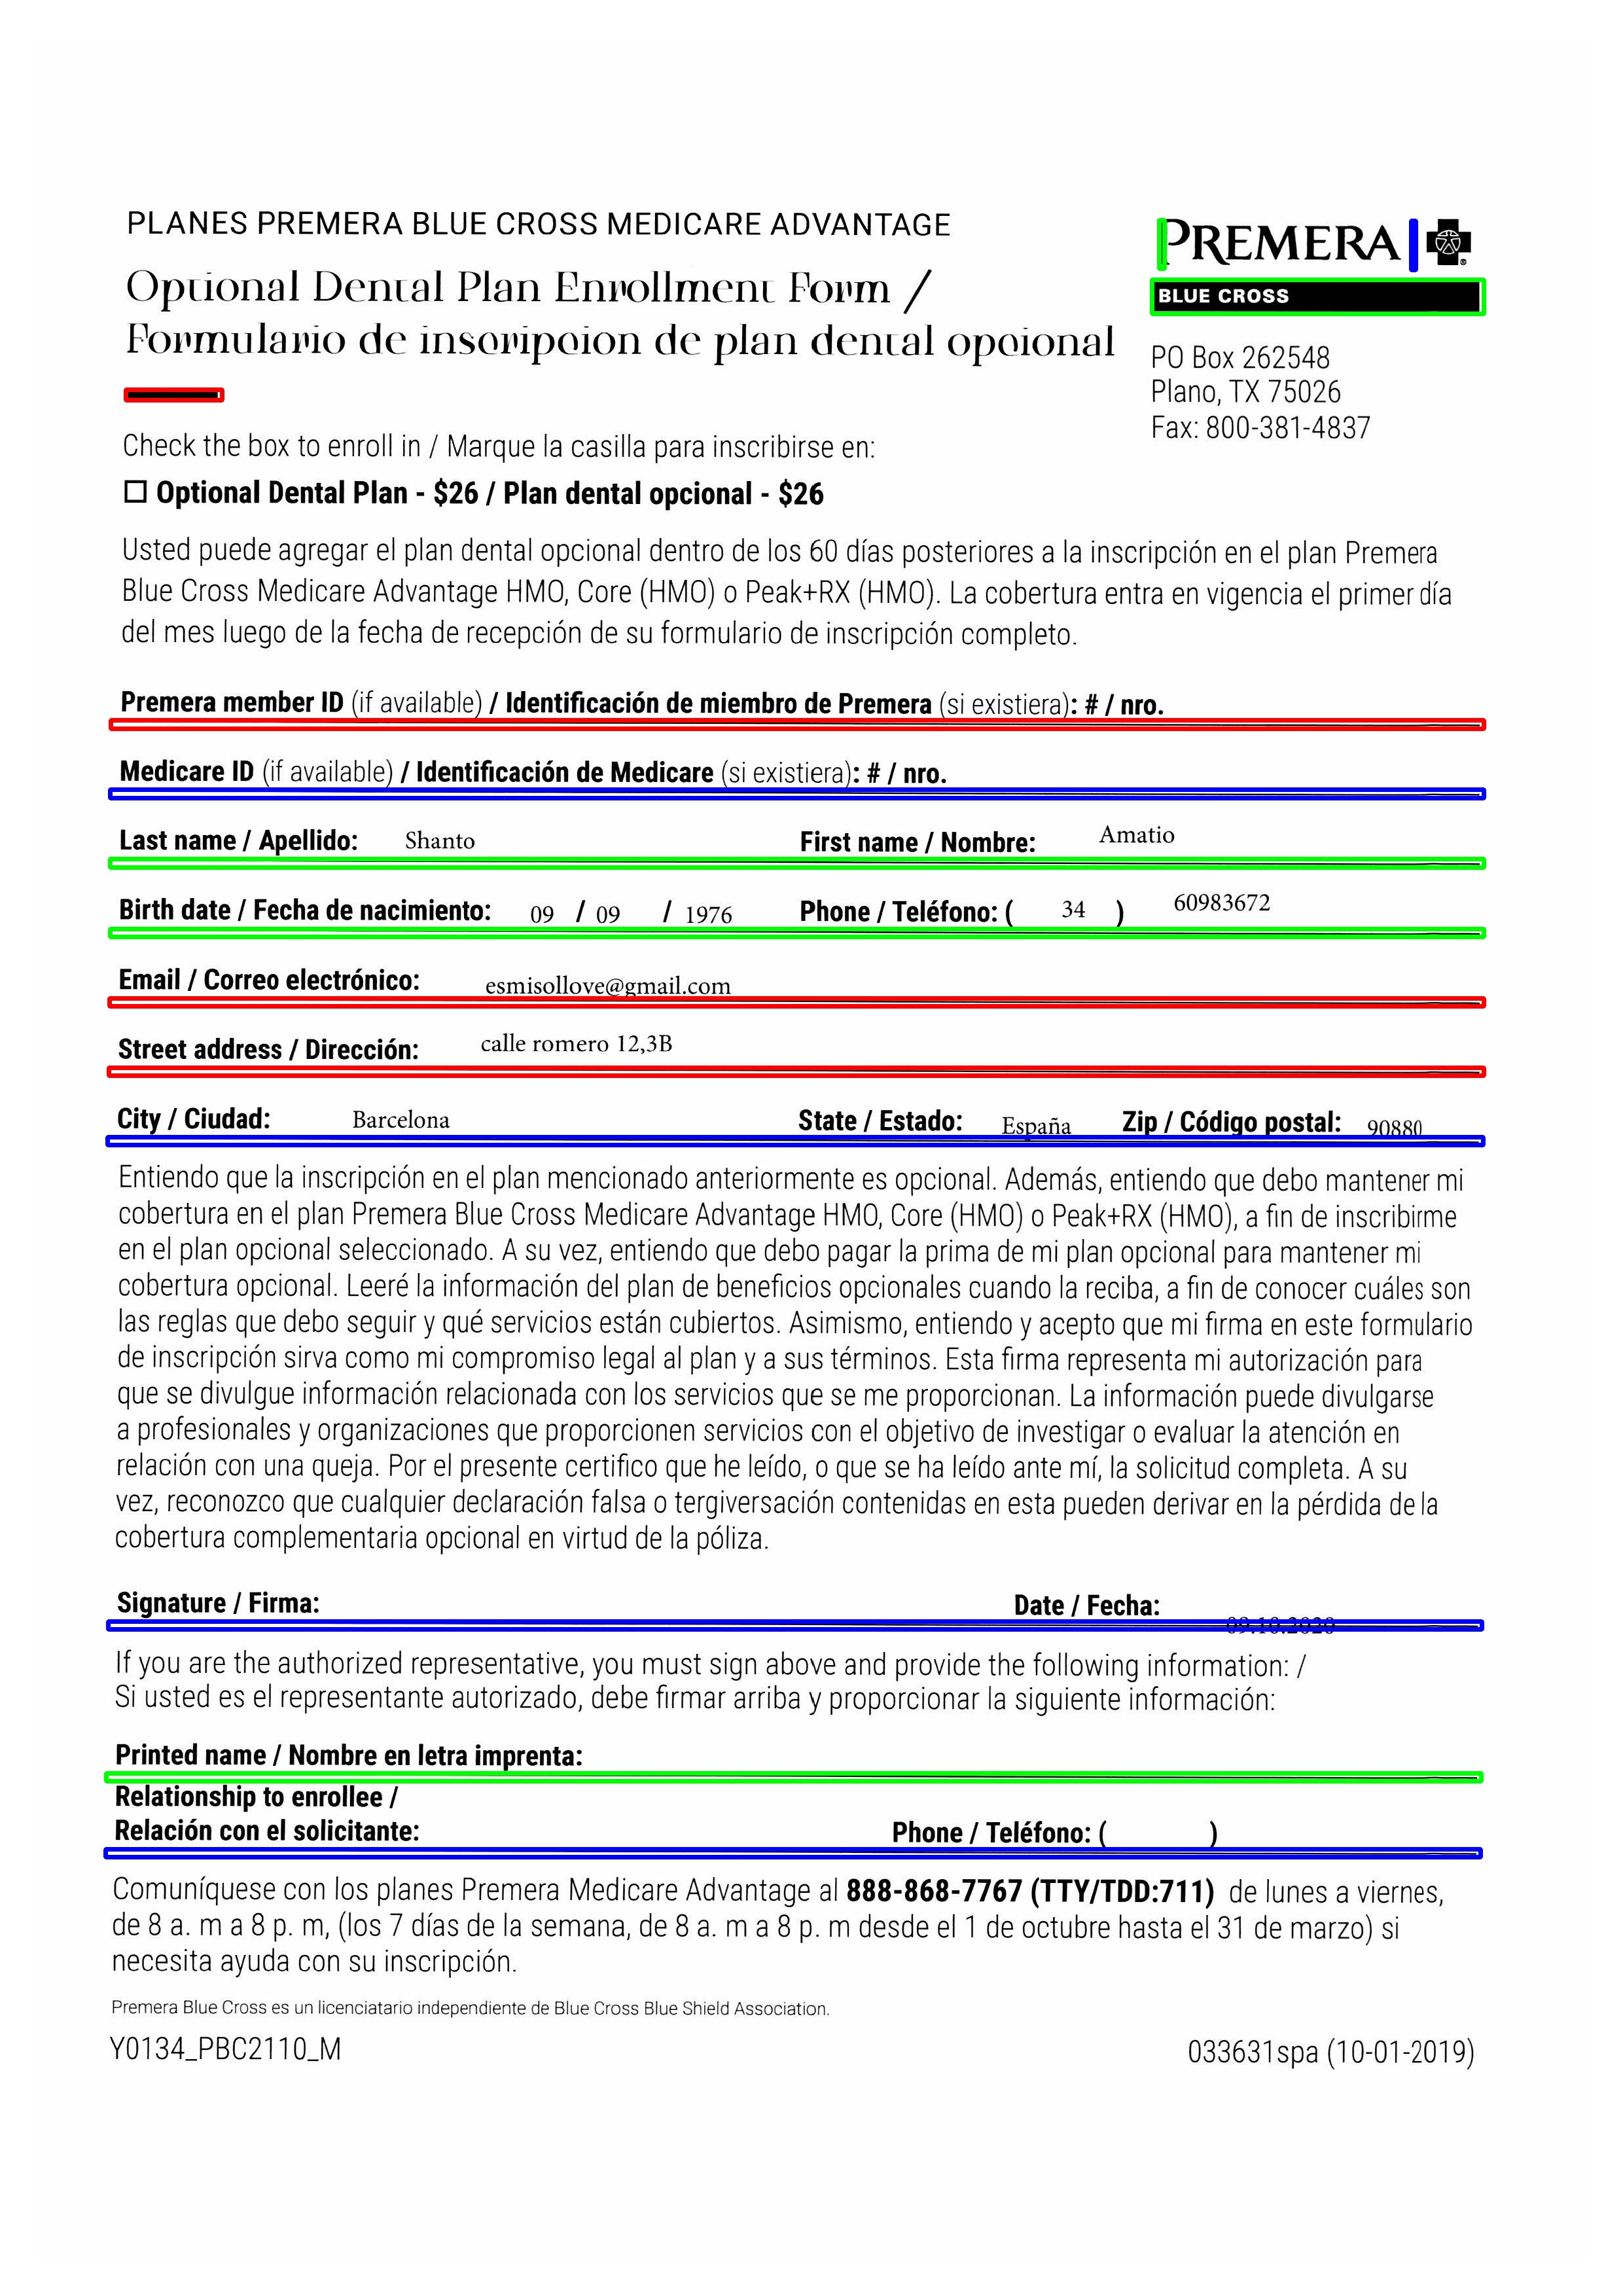 PLANES PREMERA BLUE CROSS MEDICARE ADVANTAGE
Optional Dental Plan Enrollment Form /
Formulario de inscripcion de plan dental opcional
PREMERA
BLUE CROSS
PO Box 262548
Plano, TX 75026
Fax: 800-381-4837
Check the box to enroll in / Marque la casilla para inscribirse en:
☐ Optional Dental Plan - $26 / Plan dental opcional - $26
Usted puede agregar el plan dental opcional dentro de los 60 días posteriores a la inscripción en el plan Premera
Blue Cross Medicare Advantage HMO, Core (HMO) o Peak+RX (HMO). La cobertura entra en vigencia el primer día
del mes luego de la fecha de recepción de su formulario de inscripción completo.
Premera member ID (if available) / Identificación de miembro de Premera (si existiera): # / nro.
Medicare ID (if available) / Identificación de Medicare (si existiera): # / nro.
Last name / Apellido: Shanto First name / Nombre: Amatio
Birth date / Fecha de nacimiento: 09 / 09 / 1976 Phone / Teléfono: ( 34 ) 60983672
Email / Correo electrónico: esmisollove@gmail.com
Street address / Dirección: calle romero 12,3B
City / Ciudad: Barcelona State / Estado: España Zip / Código postal: 90880
Entiendo que la inscripción en el plan mencionado anteriormente es opcional. Además, entiendo que debo mantener mi
cobertura en el plan Premera Blue Cross Medicare Advantage HMO, Core (HMO) o Peak+RX (HMO), a fin de inscribirme
en el plan opcional seleccionado. A su vez, entiendo que debo pagar la prima de mi plan opcional para mantener mi
cobertura opcional. Leeré la información del plan de beneficios opcionales cuando la reciba, a fin de conocer cuáles son
las reglas que debo seguir y qué servicios están cubiertos. Asimismo, entiendo y acepto que mi firma en este formulario
de inscripción sirva como mi compromiso legal al plan y a sus términos. Esta firma representa mi autorización para
que se divulgue información relacionada con los servicios que se me proporcionan. La información puede divulgarse
a profesionales y organizaciones que proporcionen servicios con el objetivo de investigar o evaluar la atención en
relación con una queja. Por el presente certifico que he leído, o que se ha leído ante mí, la solicitud completa. A su
vez, reconozco que cualquier declaración falsa o tergiversación contenidas en esta pueden derivar en la pérdida de la
cobertura complementaria opcional en virtud de la póliza.
Signature / Firma: Date / Fecha: 09.10.2020
If you are the authorized representative, you must sign above and provide the following information: /
Si usted es el representante autorizado, debe firmar arriba y proporcionar la siguiente información:
Printed name / Nombre en letra imprenta:
Relationship to enrollee /
Relación con el solicitante: Phone / Teléfono: ( )
Comuníquese con los planes Premera Medicare Advantage al 888-868-7767 (TTY/TDD:711) de lunes a viernes,
de 8 a. m a 8 p. m, (los 7 días de la semana, de 8 a. m a 8 p. m desde el 1 de octubre hasta el 31 de marzo) si
necesita ayuda con su inscripción.
Premera Blue Cross es un licenciatario independiente de Blue Cross Blue Shield Association.
Y0134_PBC2110_M 033631spa (10-01-2019)